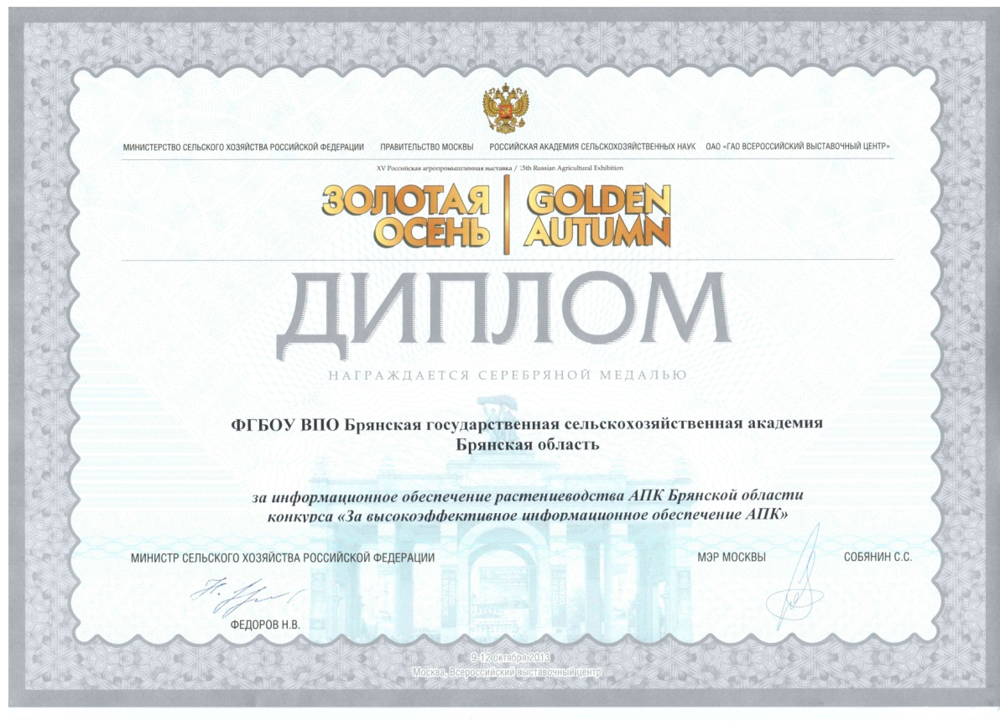 МИНИСТЕРСТВО СЕЛЬСКОГО ХОЗЯЙСТВА РОССИЙСКОЙ ФЕДЕРАЦИИ ПРАВИТЕЛЬСТВО МОСКВЫ РОССИЙСКАЯ АКАДЕМИЯ СЕЛЬСКОХОЗЯЙСТВЕННЫХ НАУК ОАО «ГАО ВСЕРОССИЙСКИЙ ВЫСТАВОЧНЫЙ ЦЕНТР»
XV Российская агропромышленная выставка / 15th Russian Agricultural Exhibition
ЗОЛОТАЯ ОСЕНЬ
GOLDEN AUTUMN
ДИПЛОМ
НАГРАЖДАЕТСЯ СЕРЕБРЯНОЙ МЕДАЛЬЮ
ФГБОУ ВПО Брянская государственная сельскохозяйственная академия
Брянская область
за информационное обеспечение растениеводства АПК Брянской области
конкурса «За высокоэффективное информационное обеспечение АПК»
МИНИСТР СЕЛЬСКОГО ХОЗЯЙСТВА РОССИЙСКОЙ ФЕДЕРАЦИИ
ФЕДОРОВ Н.В.
МЭР МОСКВЫ СОБЯНИН С.С.
9-12 октября 2013
Москва, Всероссийский выставочный центр